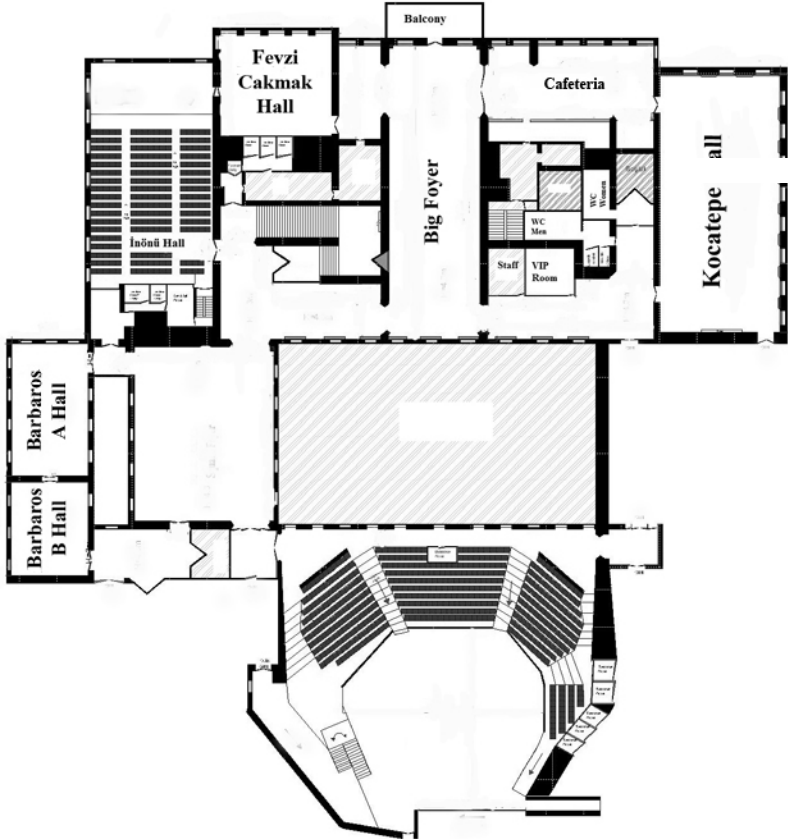 Balcony
Fevzi
Cakmak
Hall
Cafeteria
Big Foyer
Kocatepe all
WC
Women
WC
Men
Staff
VIP
Room
İnönü Hall
Barbaros
A Hall
Barbaros
B Hall